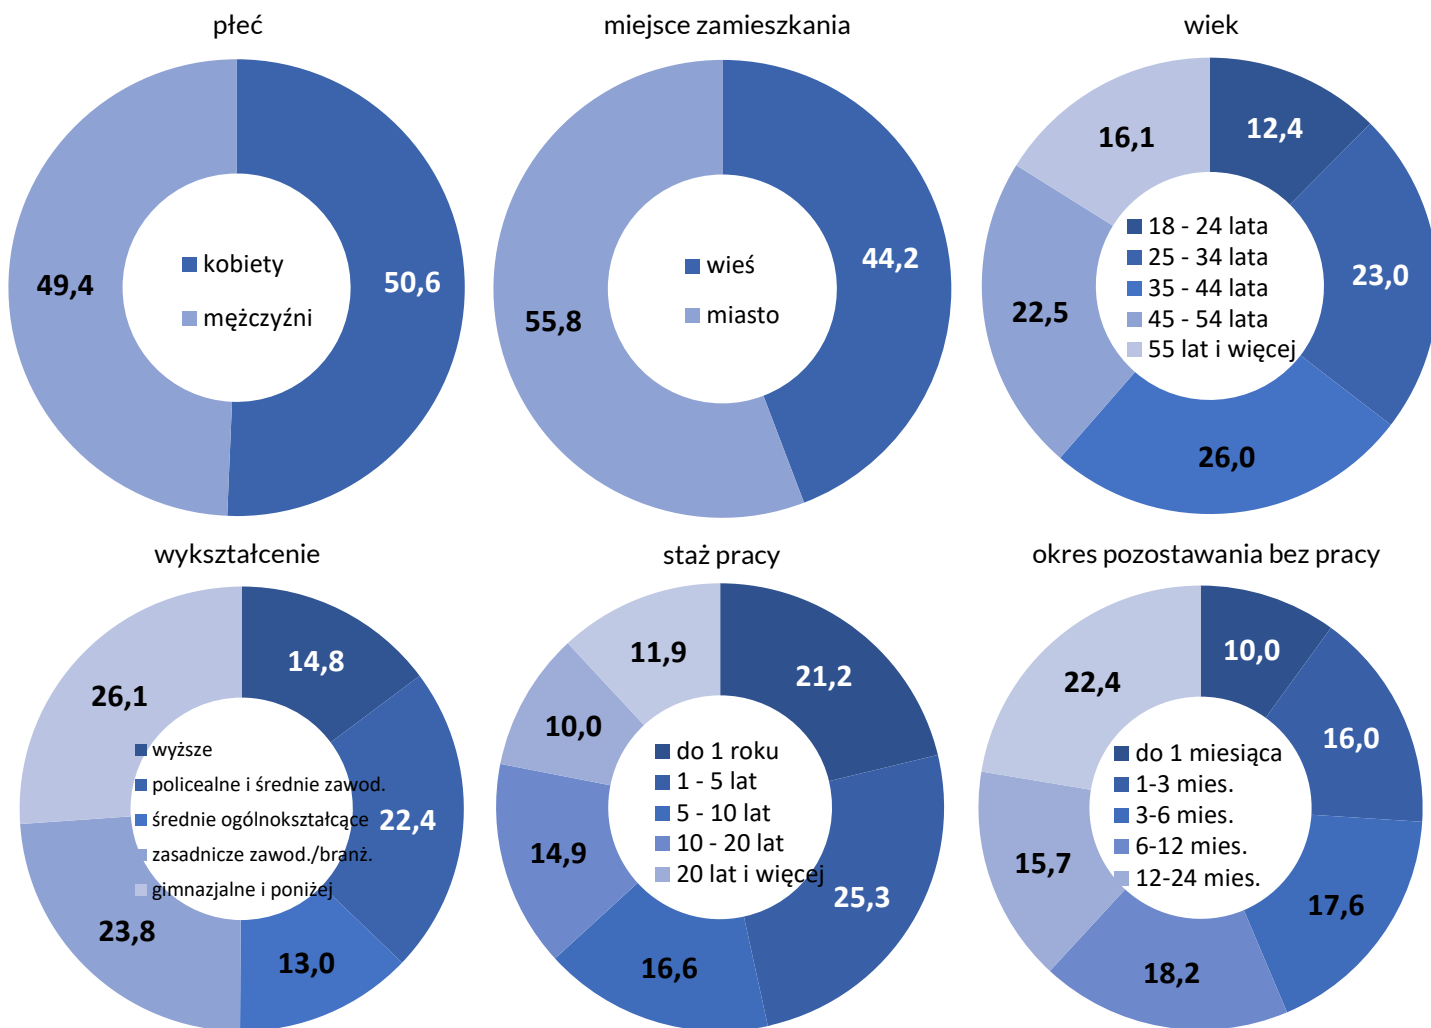 płeć
49,4
50,6
kobiety
mężczyźni
miejsce zamieszkania
55,8
44,2
wieś
miasto
wiek
16,1
12,4
22,5
23,0
26,0
18 - 24 lata
25 - 34 lata
35 - 44 lata
45 - 54 lata
55 lat i więcej
wykształcenie
26,1
14,8
22,4
23,8
13,0
wyższe
policealne i średnie zawod.
średnie ogólnokształcące
zasadnicze zawod./branż.
gimnazjalne i poniżej
staż pracy
11,9
21,2
10,0
14,9
25,3
16,6
do 1 roku
1 - 5 lat
5 - 10 lat
10 - 20 lat
20 lat i więcej
okres pozostawania bez pracy
22,4
10,0
16,0
15,7
17,6
18,2
do 1 miesiąca
1-3 mies.
3-6 mies.
6-12 mies.
12-24 mies.